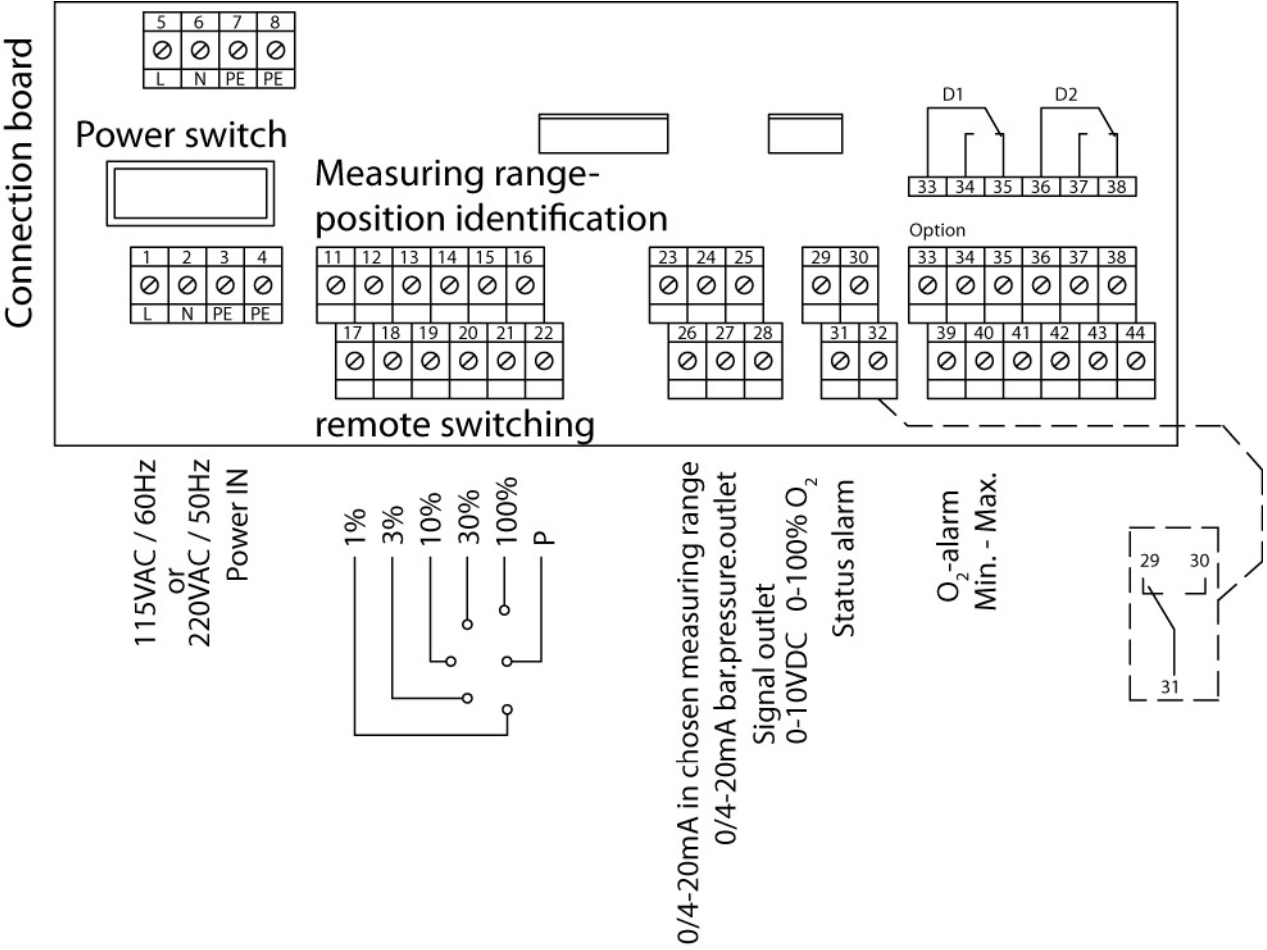 Connection board
5 6 7 8
L N PE PE
Power switch
D1 D2
33 34 35 36 37 38
Measuring range-
position identification
Option
1 2 3 4
L N PE PE
11 12 13 14 15 16
23 24 25
29 30
33 34 35 36 37 38
17 18 19 20 21 22
26 27 28
31 32
39 40 41 42 43 44
remote switching
115VAC / 60Hz
or
220VAC / 50Hz
Power IN
1%
3%
10%
30%
100%
P
0/4-20mA in chosen measuring range
0/4-20mA bar.pressure.outlet
Signal outlet
0-10VDC 0-100% O₂
Status alarm
O₂-alarm
Min. - Max.
29 30
31